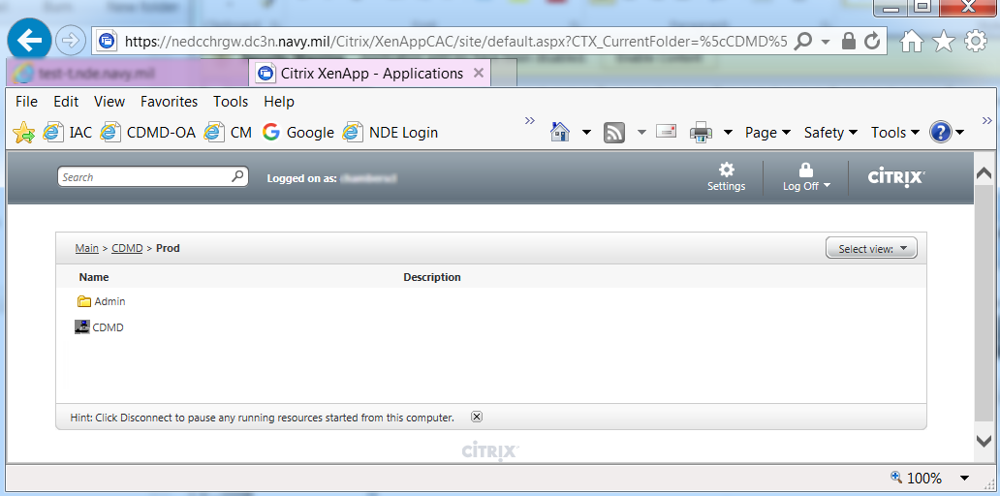 https://nedcchrgw.dc3n.navy.mil/Citrix/XenAppCAC/site/default.aspx?CTX_CurrentFolder=%5cCDMD%5
test-t.nde.navy.mil
Citrix XenApp - Applications
File Edit View Favorites Tools Help
IAC CDMD-OA CM Google NDE Login
Page Safety Tools
Search
Logged on as:
Settings
Log Off
CITRIX
Main > CDMD > Prod
Select view:
Name Description
Admin
CDMD
Hint: Click Disconnect to pause any running resources started from this computer.
CITRIX
100%